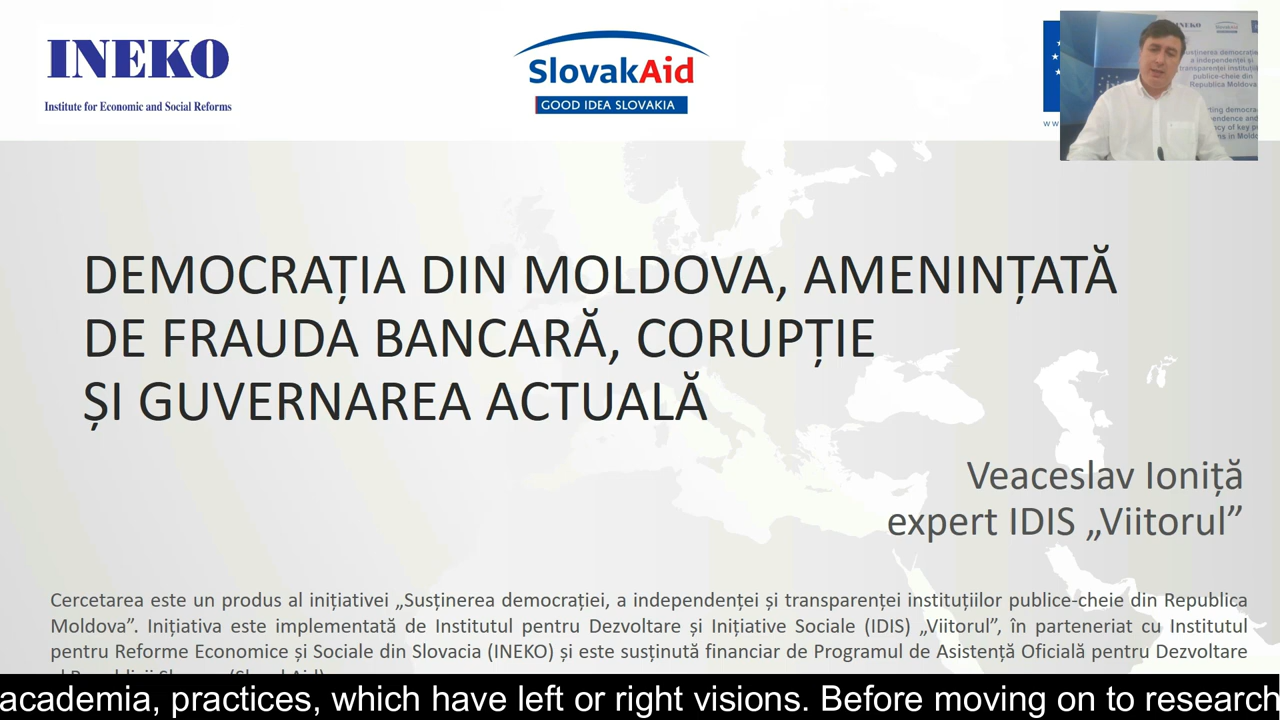 INEKO
Institute for Economic and Social Reforms
SlovakAid
GOOD IDEA SLOVAKIA
DEMOCRAȚIA DIN MOLDOVA, AMENINȚATĂ
DE FRAUDA BANCARĂ, CORUPȚIE
ȘI GUVERNAREA ACTUALĂ
Veaceslav Ioniță
expert IDIS „Viitorul”
Cercetarea este un produs al inițiativei „Susținerea democrației, a independenței și transparenței instituțiilor publice-cheie din Republica
Moldova”. Inițiativa este implementată de Institutul pentru Dezvoltare și Inițiative Sociale (IDIS) „Viitorul”, în parteneriat cu Institutul
pentru Reforme Economice și Sociale din Slovacia (INEKO) și este susținută financiar de Programul de Asistență Oficială pentru Dezvoltare
academia, practices, which have left or right visions. Before moving on to research